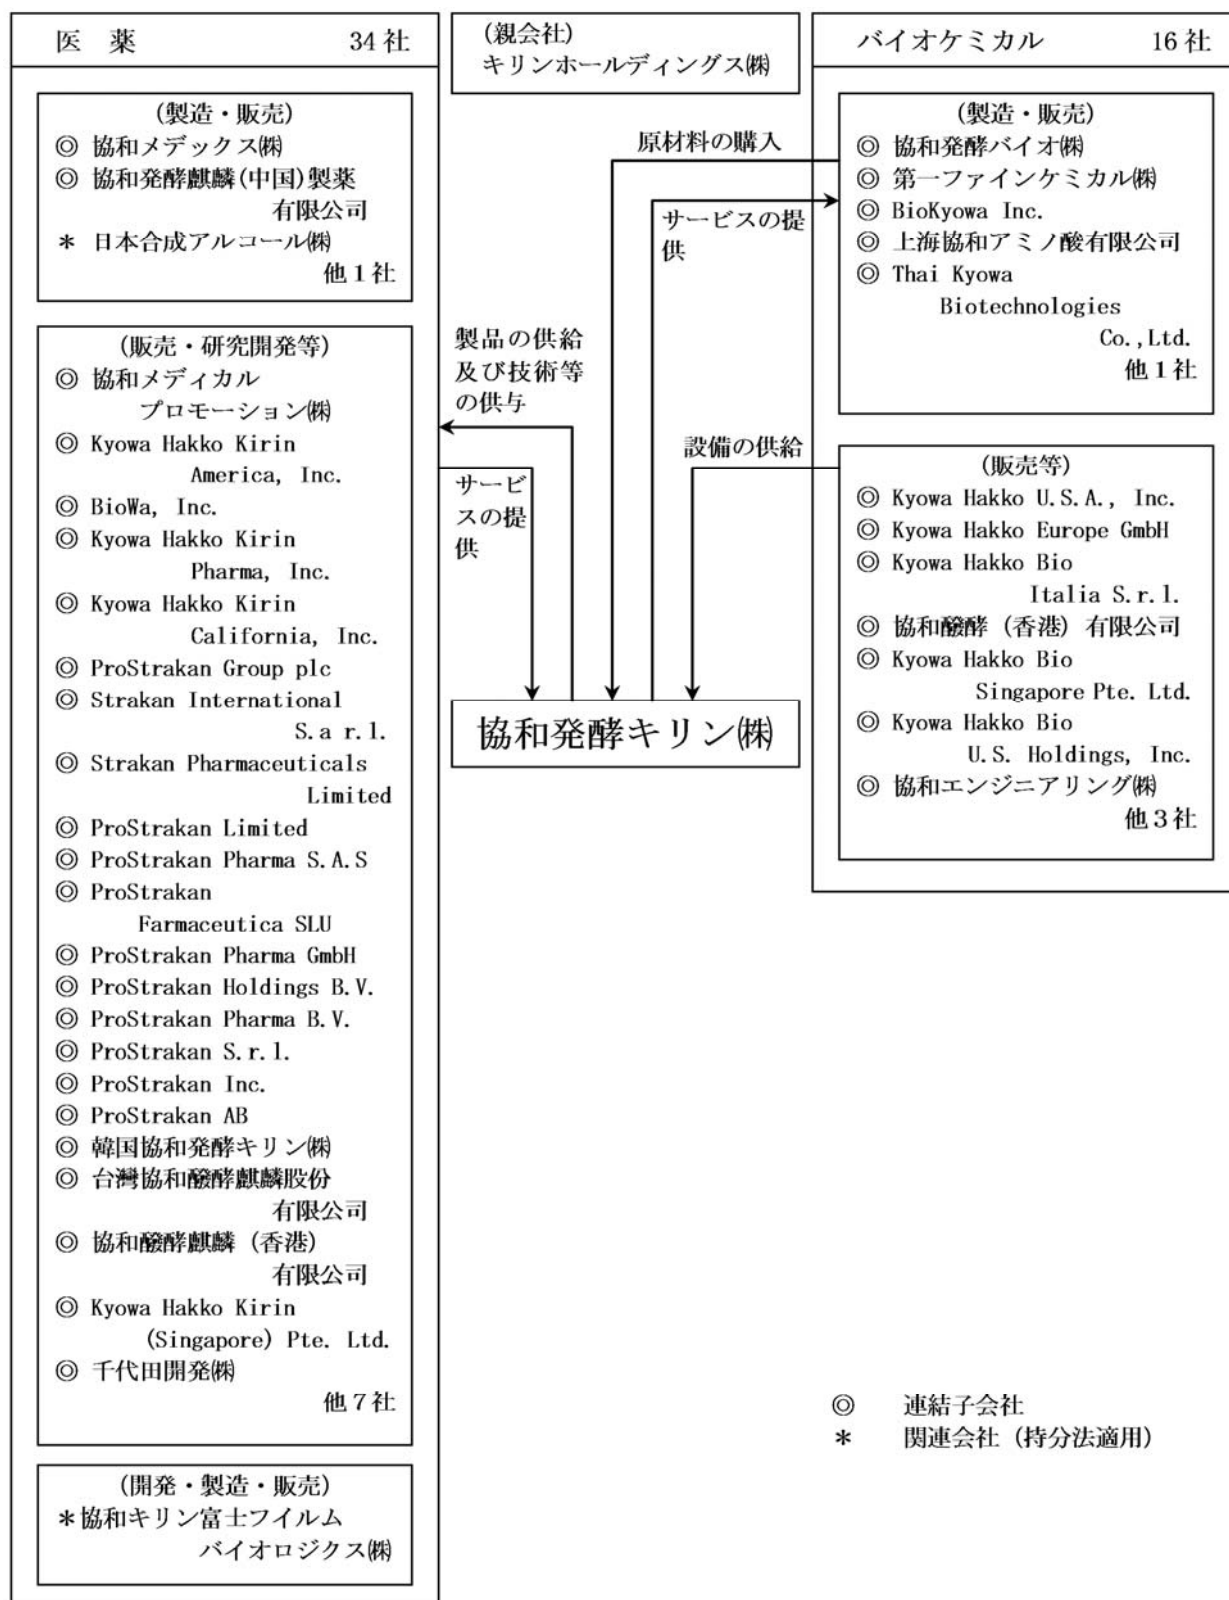 医 薬 34社
(製造・販売)
◎ 協和メデックス㈱
◎ 協和発酵麒麟(中国)製薬
有限公司
* 日本合成アルコール㈱
他1社
(販売・研究開発等)
◎ 協和メディカル
プロモーション㈱
◎ Kyowa Hakko Kirin
America, Inc.
◎ BioWa, Inc.
◎ Kyowa Hakko Kirin
Pharma, Inc.
◎ Kyowa Hakko Kirin
California, Inc.
◎ ProStrakan Group plc
◎ Strakan International
S.a r.l.
◎ Strakan Pharmaceuticals
Limited
◎ ProStrakan Limited
◎ ProStrakan Pharma S.A.S
◎ ProStrakan
Farmaceutica SLU
◎ ProStrakan Pharma GmbH
◎ ProStrakan Holdings B.V.
◎ ProStrakan Pharma B.V.
◎ ProStrakan S.r.l.
◎ ProStrakan Inc.
◎ ProStrakan AB
◎ 韓国協和発酵キリン㈱
◎ 台灣協和醱酵麒麟股份
有限公司
◎ 協和醱酵麒麟(香港)
有限公司
◎ Kyowa Hakko Kirin
(Singapore) Pte. Ltd.
◎ 千代田開発㈱
他7社
(開発・製造・販売)
*協和キリン富士フイルム
バイオロジクス㈱
(親会社)
キリンホールディングス㈱
原材料の購入
サービスの提
供
製品の供給
及び技術等
の供与
設備の供給
サービ
スの提
供
協和発酵キリン㈱
バイオケミカル 16社
(製造・販売)
◎ 協和発酵バイオ㈱
◎ 第一ファインケミカル㈱
◎ BioKyowa Inc.
◎ 上海協和アミノ酸有限公司
◎ Thai Kyowa
Biotechnologies
Co.,Ltd.
他1社
(販売等)
◎ Kyowa Hakko U.S.A., Inc.
◎ Kyowa Hakko Europe GmbH
◎ Kyowa Hakko Bio
Italia S.r.l.
◎ 協和醱酵(香港)有限公司
◎ Kyowa Hakko Bio
Singapore Pte. Ltd.
◎ Kyowa Hakko Bio
U.S. Holdings, Inc.
◎ 協和エンジニアリング㈱
他3社
◎ 連結子会社
* 関連会社(持分法適用)